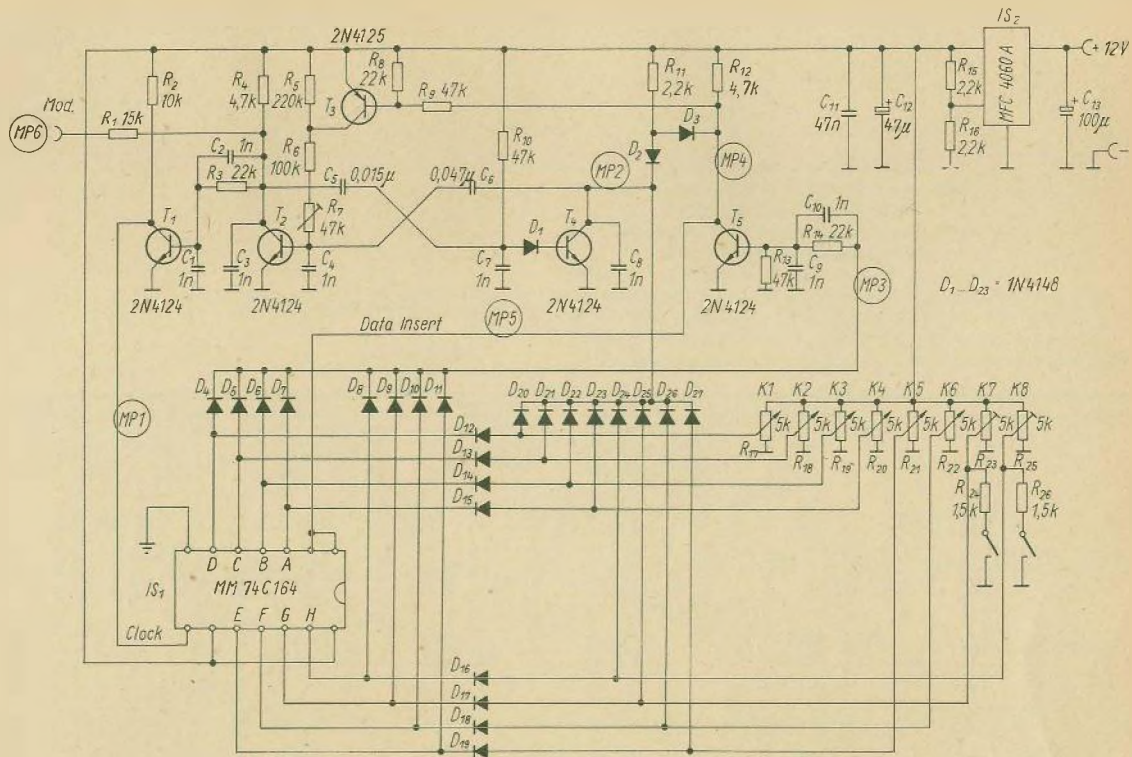 IS₂
2N4125
+ 12V
MFC 4060 A
R₂
10k
R₄
4,7k
R₅
220k
R₈
22k
T₃
R₉ 47k
R₁₁
2,2k
R₁₂
4,7k
R₁₅
2,2k
R₁₆
2,2k
C₁₁
47n
+
C₁₂
47µ
+
C₁₃
100µ
-
Mod.
MP6
R₁ 15k
C₂ 1n
R₃ 22k
R₆
100k
R₇
47k
C₅ 0,015µ
0,047µ C₆
R₁₀
47k
MP2
D₂
D₃
MP4
C₁₀ 1n
R₁₄ 22k
T₁
T₂
D₁
T₄
T₅
C₁
1n
C₃
1n
C₄
1n
C₇
1n
C₈
1n
R₁₃
47k
C₉
1n
MP3
2N4124
2N4124
2N4124
2N4124
MP5
D₁ _ D₂₃ = 1N4148
Data Insert
MP1
D₄ D₅ D₆ D₇
D₈ D₉ D₁₀ D₁₁
D₂₀ D₂₁ D₂₂ D₂₃ D₂₄ D₂₅ D₂₆ D₂₇
K1 K2 K3 K4 K5 K6 K7 K8
5k 5k 5k 5k 5k 5k 5k 5k
D₁₂
D₁₃
D₁₄
D₁₅
R₁₇ R₁₈ R₁₉ R₂₀ R₂₁ R₂₂ R₂₃ R₂₅
R₂₄
1,5k
R₂₆
1,5k
D C B A
IS₁
MM 74C164
E F G H
Clock
D₁₆
D₁₇
D₁₈
D₁₉